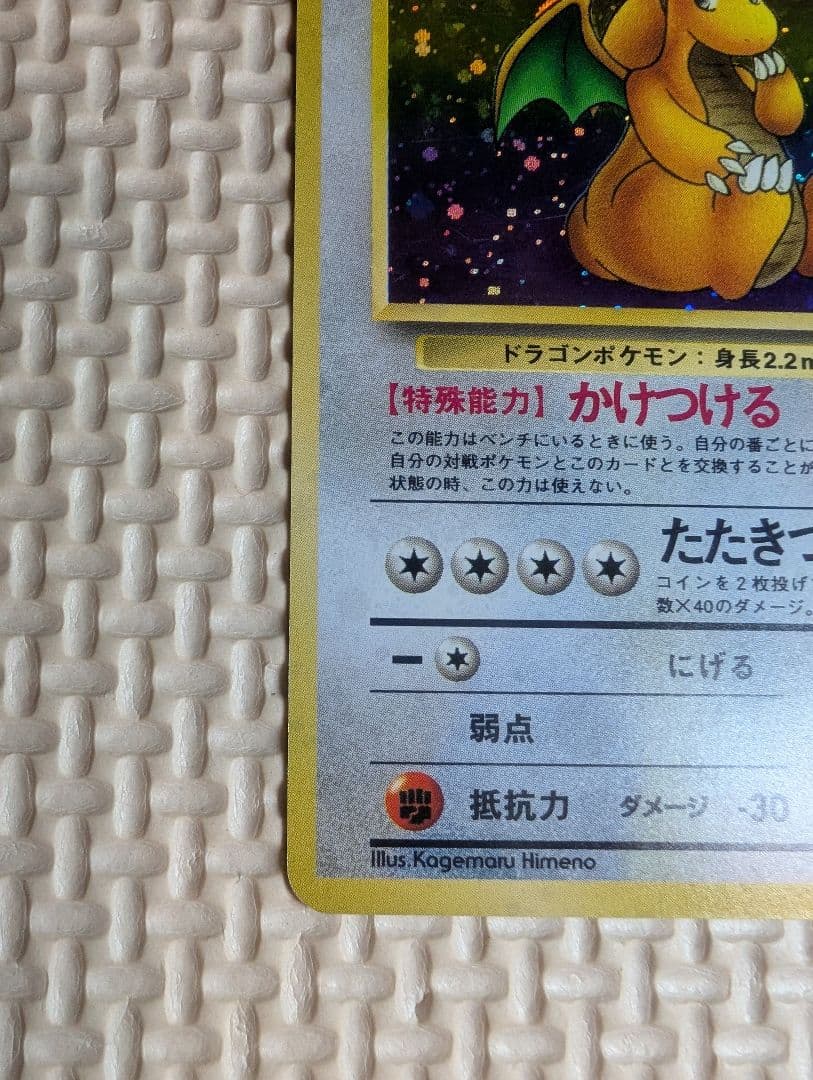 ドラゴンポケモン：身長2.2m
【特殊能力】 かけつける
この能力はベンチにいるときに使う。自分の番ごとに
自分の対戦ポケモンとこのカードとを交換することが
状態の時、この力は使えない。
たたきつ
コインを２枚投げ
数×40のダメージ。
にげる
弱点
抵抗力 ダメージ -30
Illus.Kagemaru Himeno